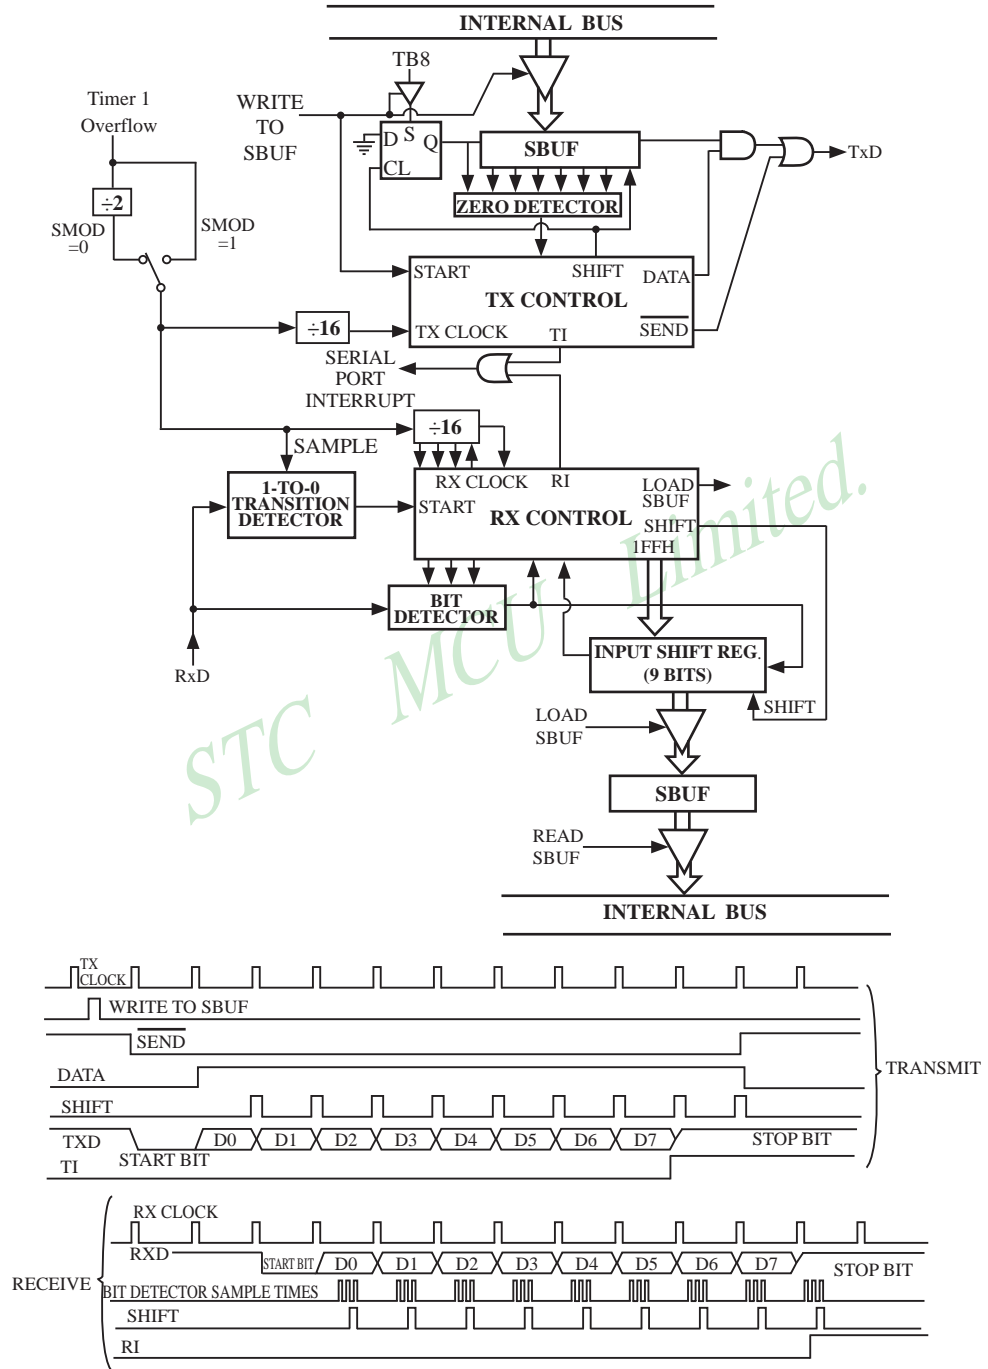 INTERNAL BUS
TB8
Timer 1
Overflow
WRITE
TO
SBUF
D S Q
CL
SBUF
TxD
÷2
ZERO DETECTOR
SMOD
=0
SMOD
=1
START
SHIFT
DATA
TX CONTROL
÷16
TX CLOCK
TI
SEND
SERIAL
PORT
INTERRUPT
÷16
SAMPLE
RX CLOCK
RI
LOAD
SBUF
1-TO-0
TRANSITION
DETECTOR
START
RX CONTROL
SHIFT
1FFH
BIT
DETECTOR
RxD
INPUT SHIFT REG.
(9 BITS)
SHIFT
LOAD
SBUF
SBUF
READ
SBUF
INTERNAL BUS
STC MCU Limited.
TX
CLOCK
WRITE TO SBUF
SEND
DATA
TRANSMIT
SHIFT
TXD
START BIT
D0 D1 D2 D3 D4 D5 D6 D7
STOP BIT
TI
RX CLOCK
RXD
START BIT
D0 D1 D2 D3 D4 D5 D6 D7
STOP BIT
RECEIVE
BIT DETECTOR SAMPLE TIMES
SHIFT
RI